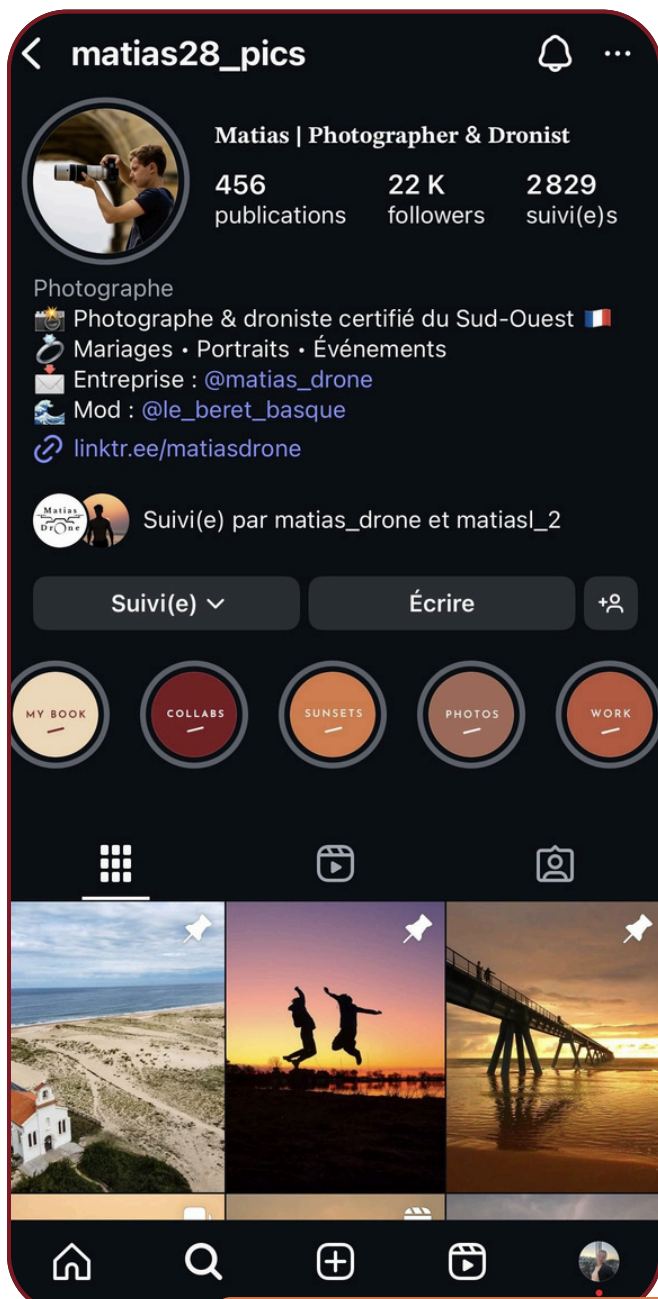 matias28_pics
Matias | Photographer & Dronist
456 22 K 2 829
publications followers suivi(e)s
Photographe
📸 Photographe & droniste certifié du Sud-Ouest 🇫🇷
💍 Mariages • Portraits • Événements
📩 Entreprise : @matias_drone
🌊 Mod : @le_beret_basque
linktr.ee/matiasdrone
Matias
Drone
Suivi(e) par matias_drone et matiasl_2
Suivi(e) Écrire
MY BOOK COLLABS SUNSETS PHOTOS WORK